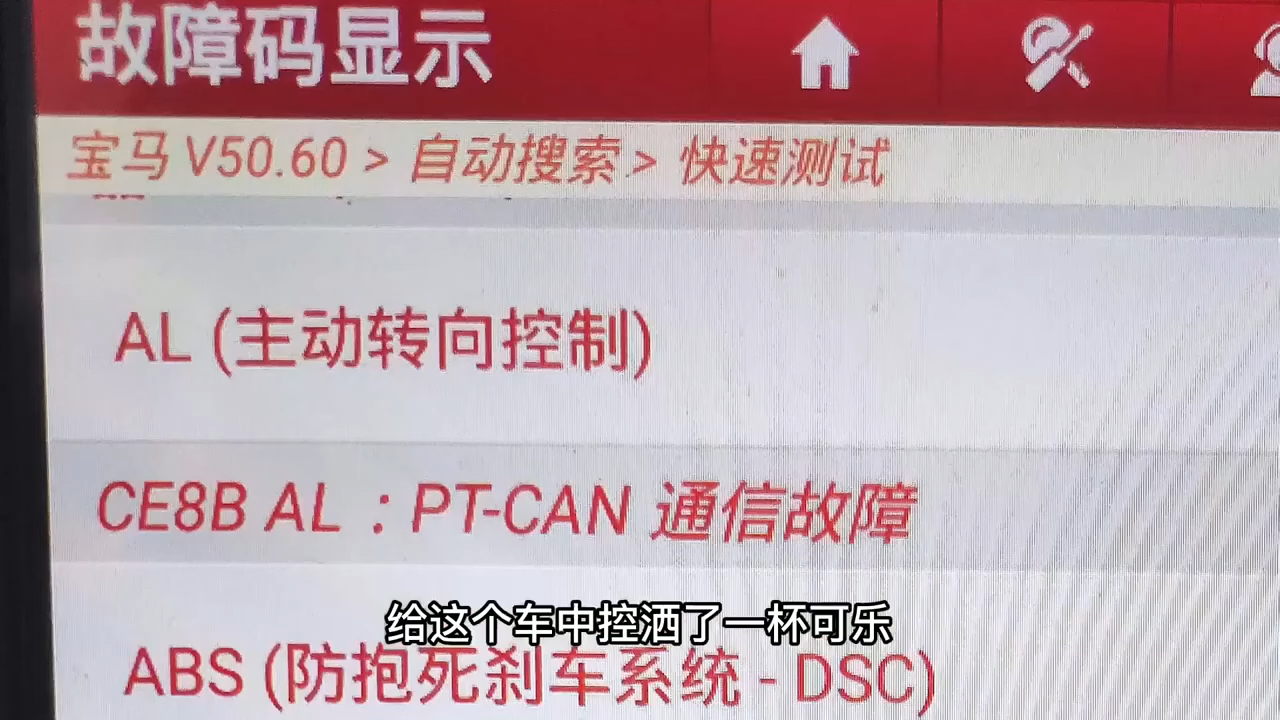 故障码显示
宝马 V50.60 > 自动搜索 > 快速测试
AL (主动转向控制)
CE8B AL : PT-CAN 通信故障
给这个车中控洒了一杯可乐
ABS (防抱死刹车系统 - DSC)